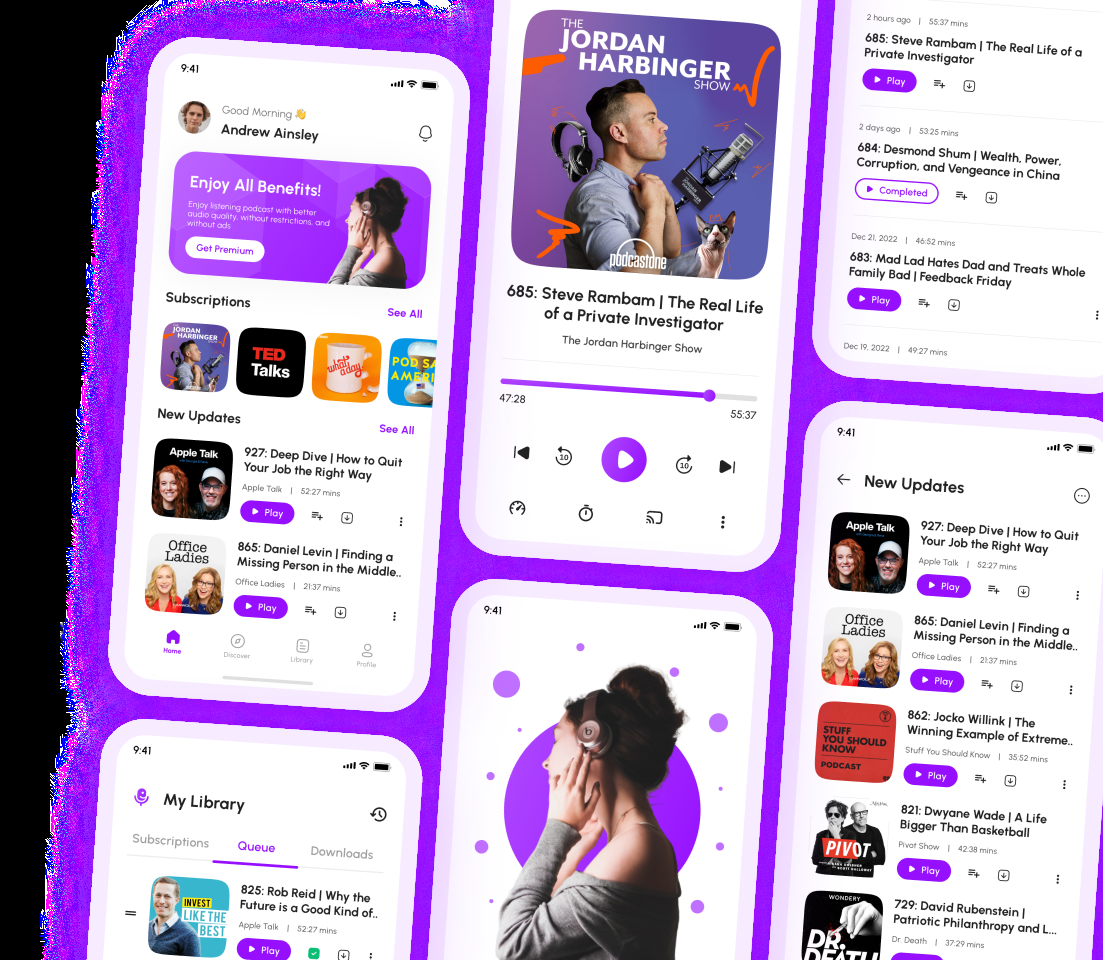 9:41
Good Morning 👋
Andrew Ainsley
Enjoy All Benefits!
Enjoy listening podcast with better
audio quality, without restrictions, and
without ads
Get Premium
Subscriptions
See All
JORDAN
HARBINGER
TED
Talks
what
a day
POD SA
AMERI
New Updates
See All
Apple Talk
927: Deep Dive | How to Quit
Your Job the Right Way
Apple Talk | 52:27 mins
Play
Office
Ladies
865: Daniel Levin | Finding a
Missing Person in the Middle..
Office Ladies | 21:37 mins
Play
Home
Discover
Library
Profile
9:41
My Library
Subscriptions
Queue
Downloads
INVEST
LIKE THE
BEST
825: Rob Reid | Why the
Future is a Good Kind of..
Apple Talk | 52:27 mins
Play
THE
JORDAN
HARBINGER
SHOW
podcastone
685: Steve Rambam | The Real Life
of a Private Investigator
The Jordan Harbinger Show
47:28
55:37
10
10
9:41
2 hours ago | 55:37 mins
685: Steve Rambam | The Real Life of a
Private Investigator
Play
2 days ago | 53:25 mins
684: Desmond Shum | Wealth, Power,
Corruption, and Vengeance in China
Completed
Dec 21, 2022 | 46:52 mins
683: Mad Lad Hates Dad and Treats Whole
Family Bad | Feedback Friday
Play
Dec 19, 2022 | 49:27 mins
9:41
New Updates
Apple Talk
927: Deep Dive | How to Quit
Your Job the Right Way
Apple Talk | 52:27 mins
Play
Office
Ladies
865: Daniel Levin | Finding a
Missing Person in the Middle..
Office Ladies | 21:37 mins
Play
STUFF
YOU SHOULD
KNOW
PODCAST
862: Jocko Willink | The
Winning Example of Extreme..
Stuff You Should Know | 35:52 mins
Play
PIVOT
821: Dwyane Wade | A Life
Bigger Than Basketball
Pivot Show | 42:38 mins
Play
WONDERY
DR.
DEATH
729: David Rubenstein |
Patriotic Philanthropy and L...
Dr. Death | 37:29 mins